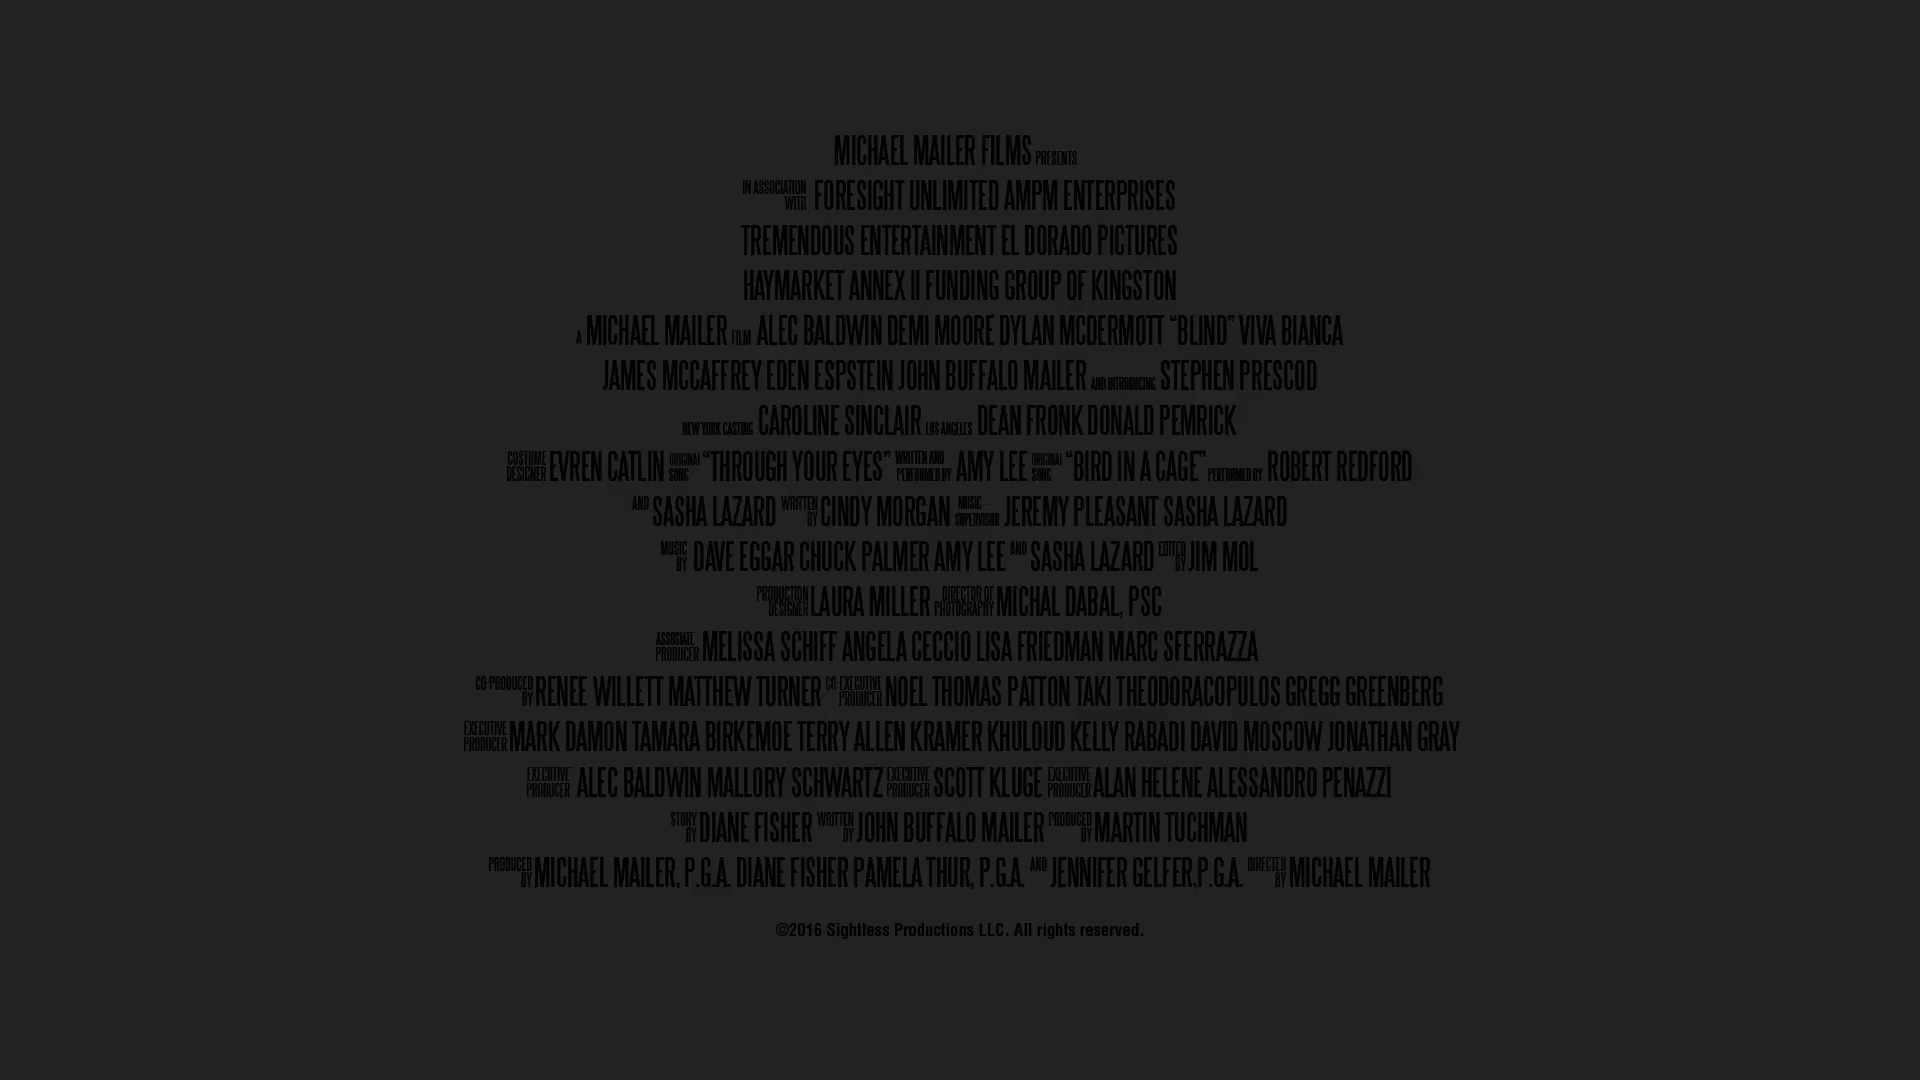 MICHAEL MAILER FILMS PRESENTS
IN ASSOCIATION WITH FORESIGHT UNLIMITED AMPM ENTERPRISES
TREMENDOUS ENTERTAINMENT EL DORADO PICTURES
HAYMARKET ANNEX II FUNDING GROUP OF KINGSTON
A MICHAEL MAILER FILM ALEC BALDWIN DEMI MOORE DYLAN MCDERMOTT “BLIND” VIVA BIANCA
JAMES MCCAFFREY EDEN ESPSTEIN JOHN BUFFALO MAILER AND INTRODUCING STEPHEN PRESCOD
NEW YORK CASTING CAROLINE SINCLAIR LOS ANGELES DEAN FRONK DONALD PEMRICK
COSTUME DESIGNER EVREN CATLIN ORIGINAL SONG “THROUGH YOUR EYES” WRITTEN AND PERFORMED BY AMY LEE ORIGINAL SONG “BIRD IN A CAGE” PERFORMED BY ROBERT REDFORD
AND SASHA LAZARD WRITTEN BY CINDY MORGAN MUSIC SUPERVISOR JEREMY PLEASANT SASHA LAZARD
MUSIC BY DAVE EGGAR CHUCK PALMER AMY LEE AND SASHA LAZARD EDITED BY JIM MOL
PRODUCTION DESIGNER LAURA MILLER DIRECTOR OF PHOTOGRAPHY MICHAL DABAL, PSC
ASSOSIATE PRODUCER MELISSA SCHIFF ANGELA CECCIO LISA FRIEDMAN MARC SFERRAZZA
CO-PRODUCED BY RENEE WILLETT MATTHEW TURNER CO-EXECUTIVE PRODUCER NOEL THOMAS PATTON TAKI THEODORACOPULOS GREGG GREENBERG
EXECUTIVE PRODUCER MARK DAMON TAMARA BIRKEMOE TERRY ALLEN KRAMER KHULOUD KELLY RABADI DAVID MOSCOW JONATHAN GRAY
EXECUTIVE PRODUCER ALEC BALDWIN MALLORY SCHWARTZ EXECUTIVE PRODUCER SCOTT KLUGE EXECUTIVE PRODUCER ALAN HELENE ALESSANDRO PENAZZI
STORY BY DIANE FISHER WRITTEN BY JOHN BUFFALO MAILER PRODUCED BY MARTIN TUCHMAN
PRODUCED BY MICHAEL MAILER, P.G.A. DIANE FISHER PAMELA THUR, P.G.A. AND JENNIFER GELFER,P.G.A. DIRECTED BY MICHAEL MAILER
©2016 Sightless Productions LLC. All rights reserved.